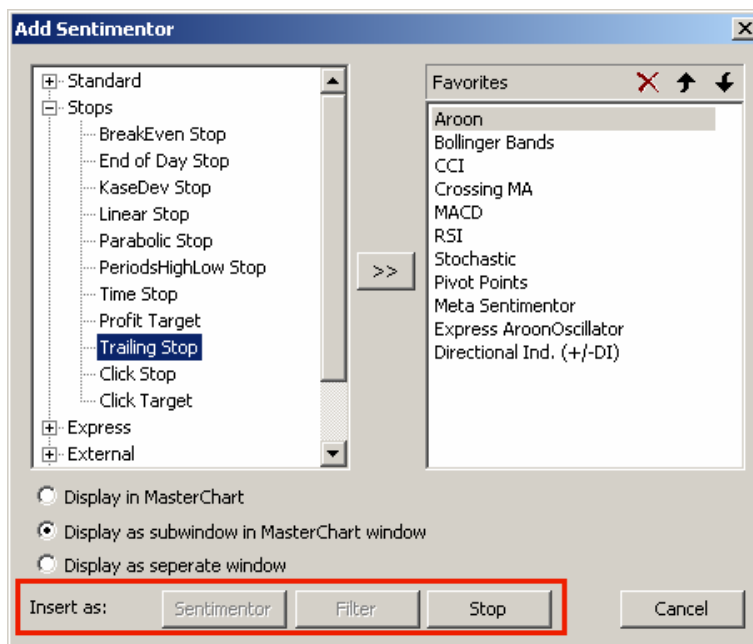 Add Sentimentor
Standard
Stops
BreakEven Stop
End of Day Stop
KaseDev Stop
Linear Stop
Parabolic Stop
PeriodsHighLow Stop
Time Stop
Profit Target
Trailing Stop
Click Stop
Click Target
Express
External
>>
Favorites
Aroon
Bollinger Bands
CCI
Crossing MA
MACD
RSI
Stochastic
Pivot Points
Meta Sentimentor
Express AroonOscillator
Directional Ind. (+/-DI)
Display in MasterChart
Display as subwindow in MasterChart window
Display as seperate window
Insert as: Sentimentor Filter Stop Cancel